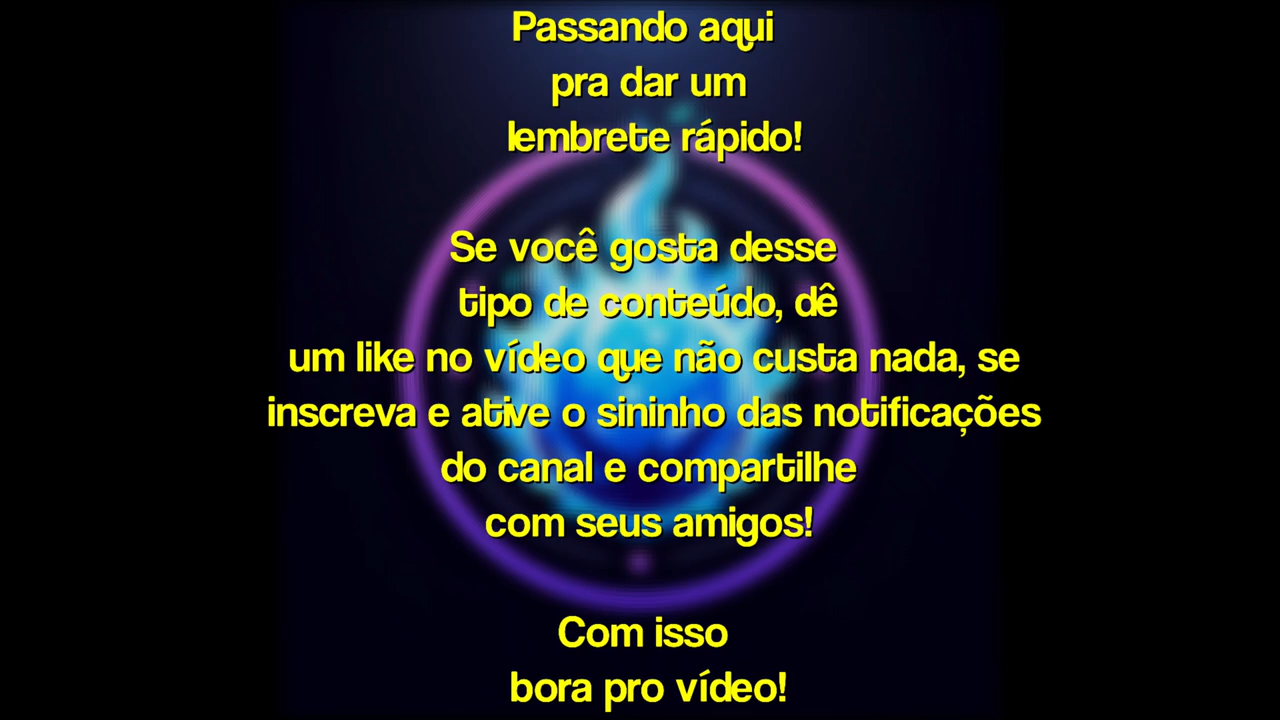 Passando aqui
pra dar um
lembrete rápido!
Se você gosta desse
tipo de conteúdo, dê
um like no vídeo que não custa nada, se
inscreva e ative o sininho das notificações
do canal e compartilhe
com seus amigos!
Com isso
bora pro vídeo!